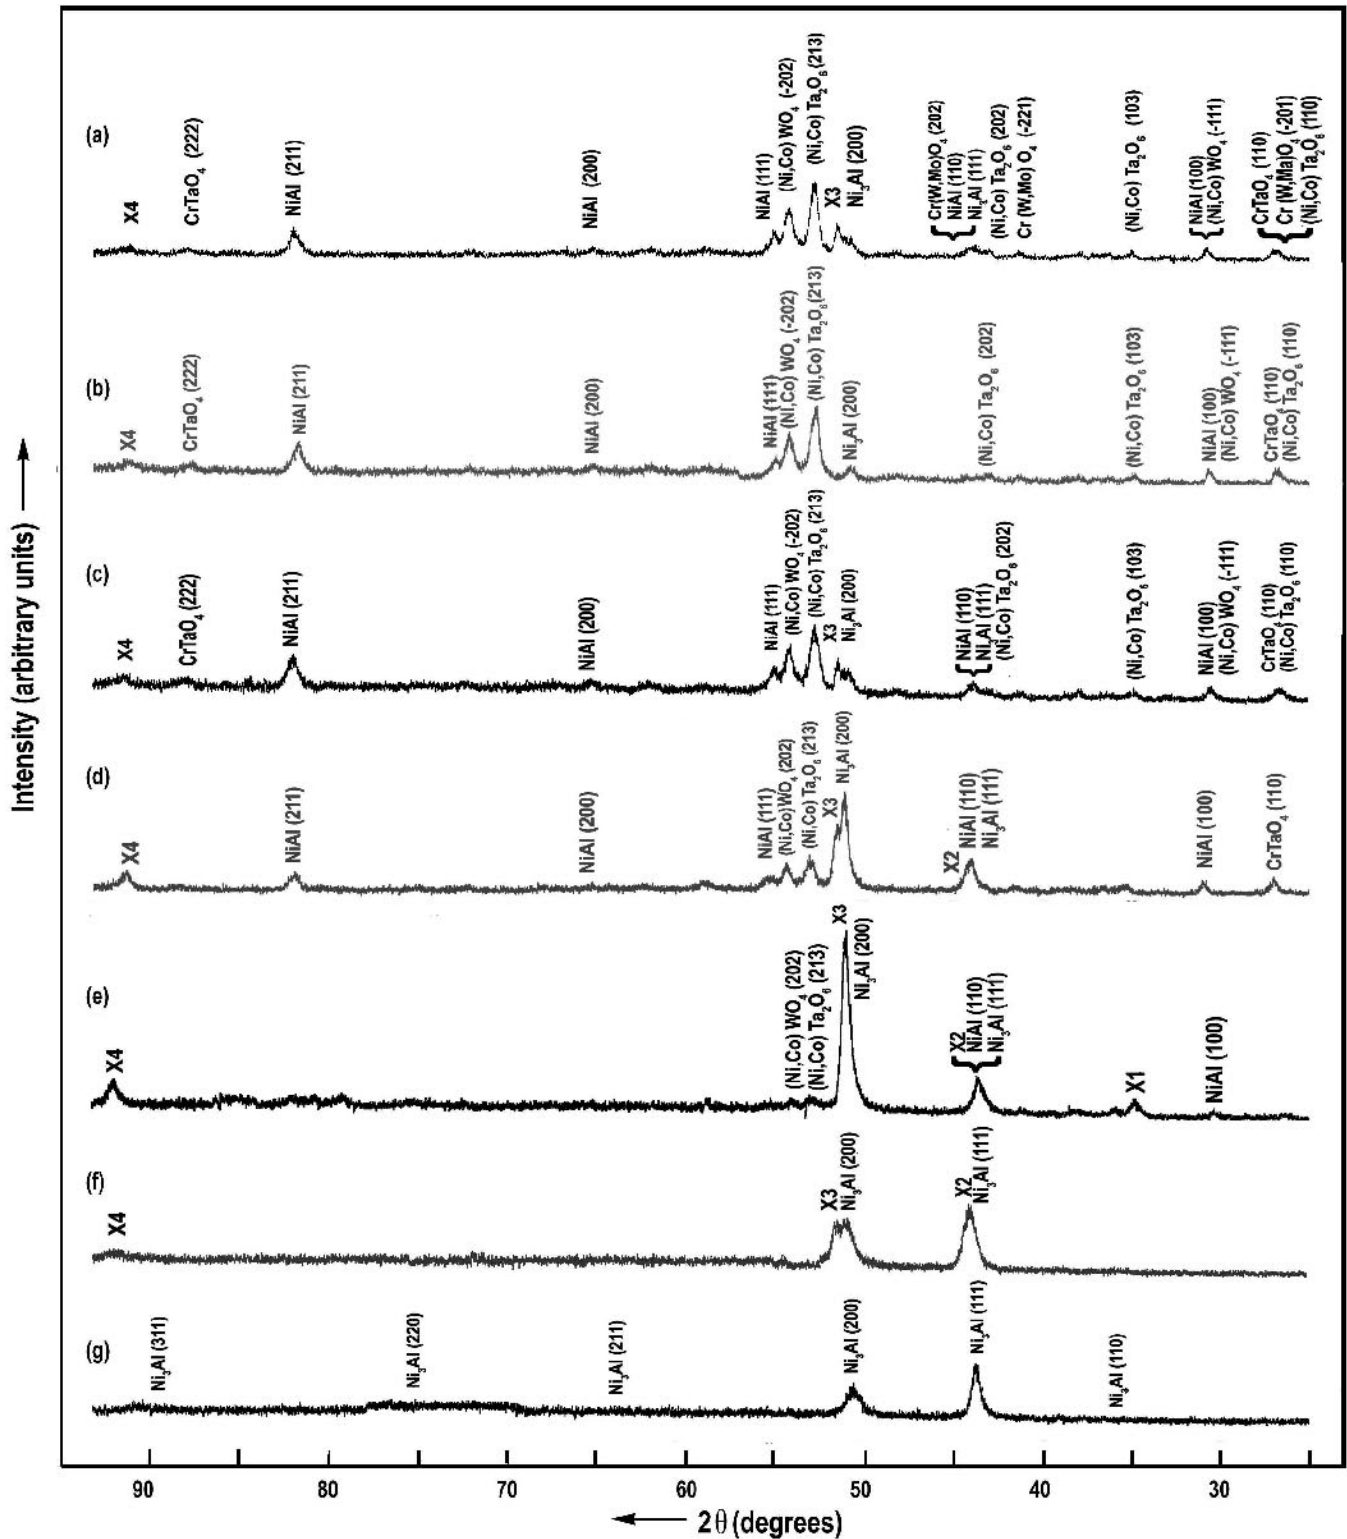 (a)
X4
CrTaO4 (222)
NiAl (211)
NiAl (200)
NiAl (111)
(Ni,Co) WO4 (-202)
(Ni,Co) Ta2O6 (213)
X3
Ni3Al (200)
Cr(W,Mo)O4 (202)
NiAl (110)
Ni3Al (111)
(Ni,Co) Ta2O6 (202)
Cr (W,Mo) O4 (-221)
(Ni,Co) Ta2O6 (103)
NiAl (100)
(Ni,Co) WO4 (-111)
CrTaO4 (110)
Cr (W,Ma)O4 (-201)
(Ni,Co) Ta2O6 (110)
(b)
X4
CrTaO4 (222)
NiAl (211)
NiAl (200)
NiAl (111)
(Ni,Co) WO4 (-202)
(Ni,Co) Ta2O6 (213)
Ni3Al (200)
(Ni,Co) Ta2O6 (202)
(Ni,Co) Ta2O6 (103)
NiAl (100)
(Ni,Co) WO4 (-111)
CrTaO4 (110)
(Ni,Co) Ta2O6 (110)
(c)
X4
CrTaO4 (222)
NiAl (211)
NiAl (200)
NiAl (111)
(Ni,Co) WO4 (-202)
(Ni,Co) Ta2O6 (213)
X3
Ni3Al (200)
NiAl (110)
Ni3Al (111)
(Ni,Co) Ta2O6 (202)
(Ni,Co) Ta2O6 (103)
NiAl (100)
(Ni,Co) WO4 (-111)
CrTaO4 (110)
(Ni,Co) Ta2O6 (110)
(d)
X4
NiAl (211)
NiAl (200)
NiAl (111)
(Ni,Co) WO4 (202)
(Ni,Co) Ta2O6 (213)
X3
Ni3Al (200)
X2
NiAl (110)
Ni3Al (111)
NiAl (100)
CrTaO4 (110)
(e)
X4
(Ni,Co) WO4 (202)
(Ni,Co) Ta2O6 (213)
X3
Ni3Al (200)
X2
NiAl (110)
Ni3Al (111)
X1
NiAl (100)
(f)
X4
X3
Ni3Al (200)
X2
Ni3Al (111)
(g)
Ni3Al (311)
Ni3Al (220)
Ni3Al (211)
Ni3Al (200)
Ni3Al (111)
Ni3Al (110)
90 80 70 60 50 40 30
2θ (degrees)
Intensity (arbitrary units)